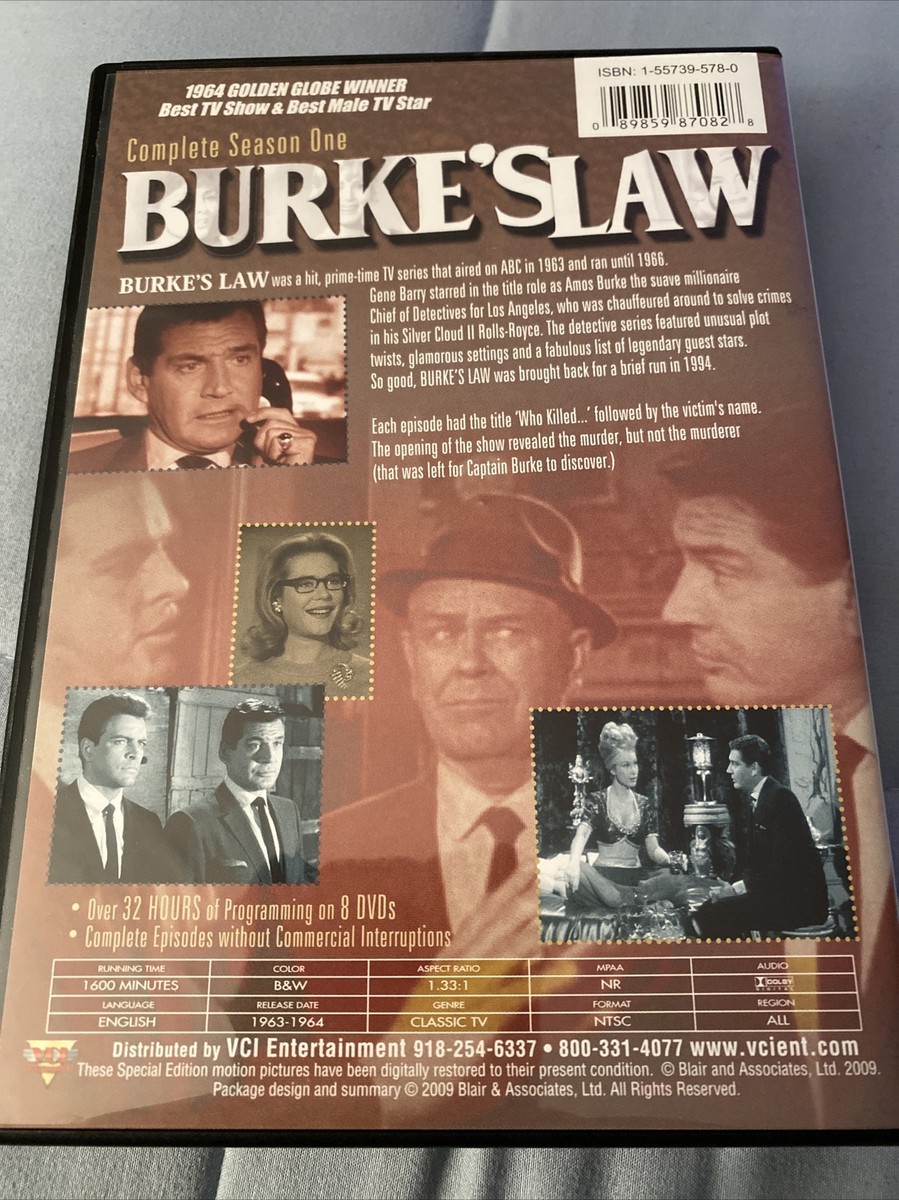 1964 GOLDEN GLOBE WINNER
Best TV Show & Best Male TV Star
ISBN: 1-55739-578-0
0 89859 87082 8
Complete Season One
BURKE'S LAW
BURKE'S LAW was a hit, prime-time TV series that aired on ABC in 1963 and ran until 1966.
Gene Barry starred in the title role as Amos Burke the suave millionaire
Chief of Detectives for Los Angeles, who was chauffeured around to solve crimes
in his Silver Cloud II Rolls-Royce. The detective series featured unusual plot
twists, glamorous settings and a fabulous list of legendary guest stars.
So good, BURKE'S LAW was brought back for a brief run in 1994.
Each episode had the title 'Who Killed...' followed by the victim's name.
The opening of the show revealed the murder, but not the murderer
(that was left for Captain Burke to discover.)
• Over 32 HOURS of Programming on 8 DVDs
• Complete Episodes without Commercial Interruptions
RUNNING TIME COLOR ASPECT RATIO MPAA AUDIO
1600 MINUTES B&W 1.33:1 NR DOLBY DIGITAL
LANGUAGE RELEASE DATE GENRE FORMAT REGION
ENGLISH 1963-1964 CLASSIC TV NTSC ALL
VCI
Distributed by VCI Entertainment 918-254-6337 • 800-331-4077 www.vcient.com
These Special Edition motion pictures have been digitally restored to their present condition. © Blair and Associates, Ltd. 2009.
Package design and summary © 2009 Blair & Associates, Ltd. All Rights Reserved.